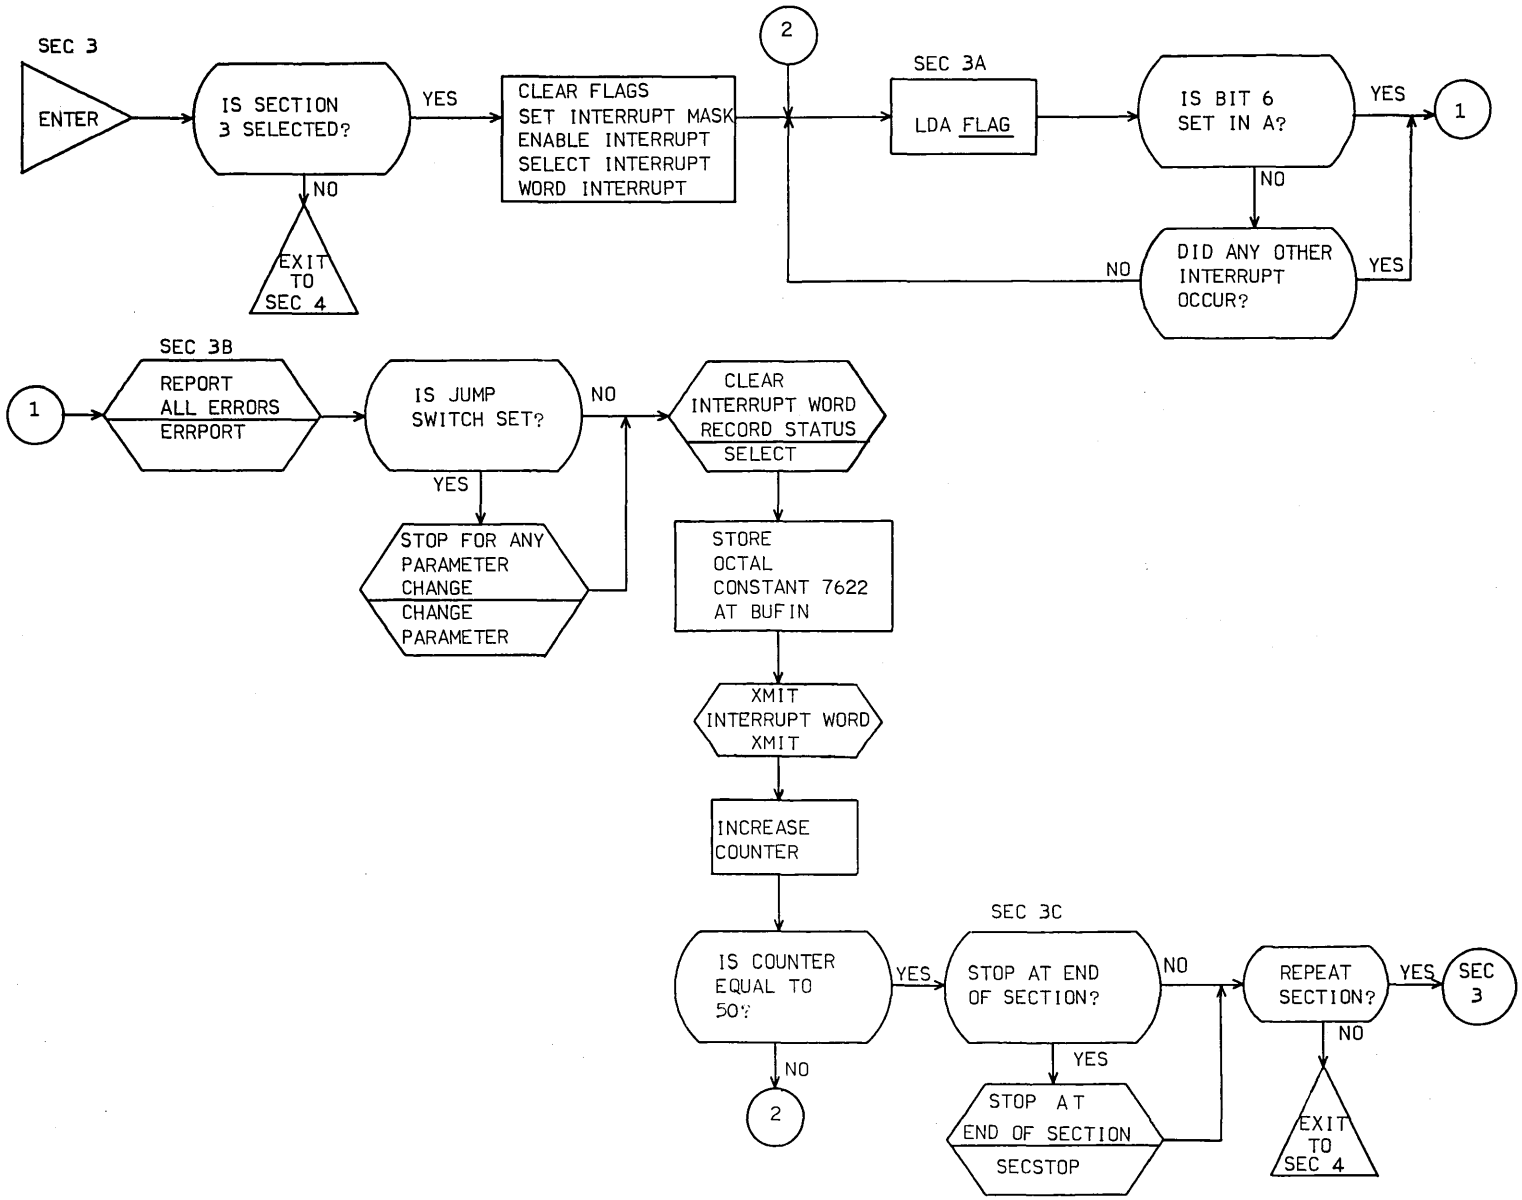 SEC 3
ENTER
IS SECTION
3 SELECTED?
YES
NO
EXIT
TO
SEC 4
CLEAR FLAGS
SET INTERRUPT MASK
ENABLE INTERRUPT
SELECT INTERRUPT
WORD INTERRUPT
2
SEC 3A
LDA FLAG
IS BIT 6
SET IN A?
YES
1
NO
DID ANY OTHER
INTERRUPT
OCCUR?
YES
NO
1
SEC 3B
REPORT
ALL ERRORS
ERRPORT
IS JUMP
SWITCH SET?
NO
YES
STOP FOR ANY
PARAMETER
CHANGE
CHANGE
PARAMETER
CLEAR
INTERRUPT WORD
RECORD STATUS
SELECT
STORE
OCTAL
CONSTANT 7622
AT BUFIN
XMIT
INTERRUPT WORD
XMIT
INCREASE
COUNTER
IS COUNTER
EQUAL TO
50?
YES
NO
2
SEC 3C
STOP AT END
OF SECTION?
NO
YES
STOP AT
END OF SECTION
SECSTOP
REPEAT
SECTION?
YES
SEC
3
NO
EXIT
TO
SEC 4